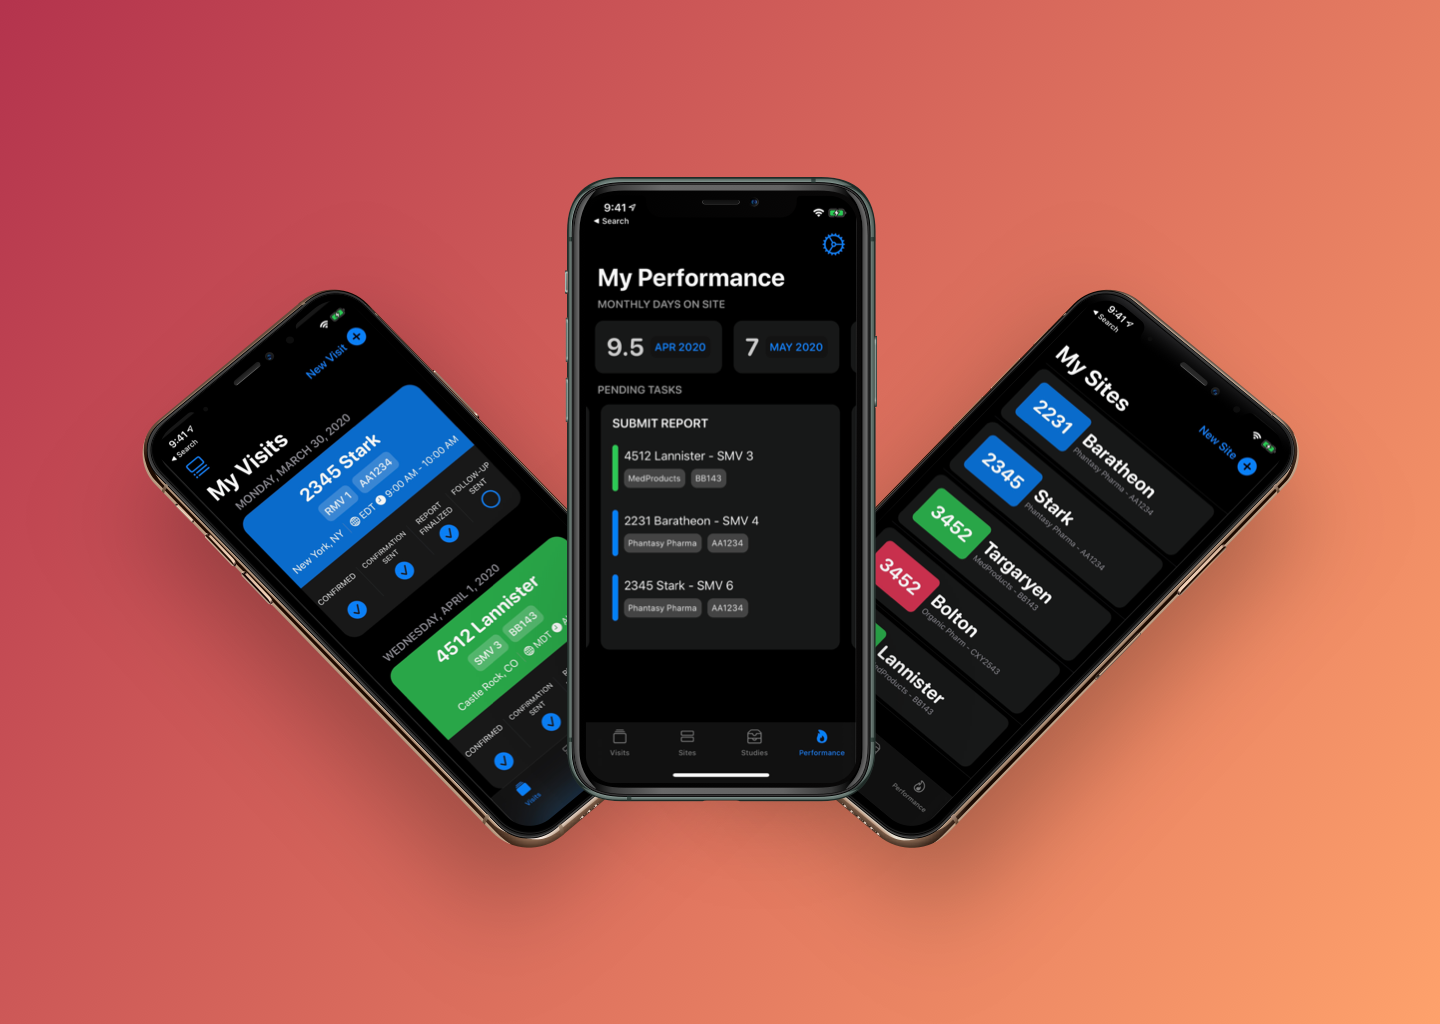 9:41
Search
New Visit
My Visits
MONDAY, MARCH 30, 2020
2345 Stark
RMV 1 AA1234
New York, NY EDT 9:00 AM - 10:00 AM
CONFIRMED
CONFIRMATION
SENT
REPORT
FINALIZED
FOLLOW-UP
SENT
WEDNESDAY, APRIL 1, 2020
4512 Lannister
SMV 3 BB143
Castle Rock, CO MDT
CONFIRMED
CONFIRMATION
SENT
Visits
9:41
Search
My Performance
MONTHLY DAYS ON SITE
9.5 APR 2020 7 MAY 2020
PENDING TASKS
SUBMIT REPORT
4512 Lannister - SMV 3
MedProducts BB143
2231 Baratheon - SMV 4
Phantasy Pharma AA1234
2345 Stark - SMV 6
Phantasy Pharma AA1234
Visits Sites Studies Performance
9:41
Search
New Site
My Sites
2231 Baratheon
Phantasy Pharma - AA1234
2345 Stark
Phantasy Pharma - AA1234
3452 Targaryen
MedProducts - BB143
3452 Bolton
Organic Pharm - CXY2543
Lannister
edProducts - BB143
Performance